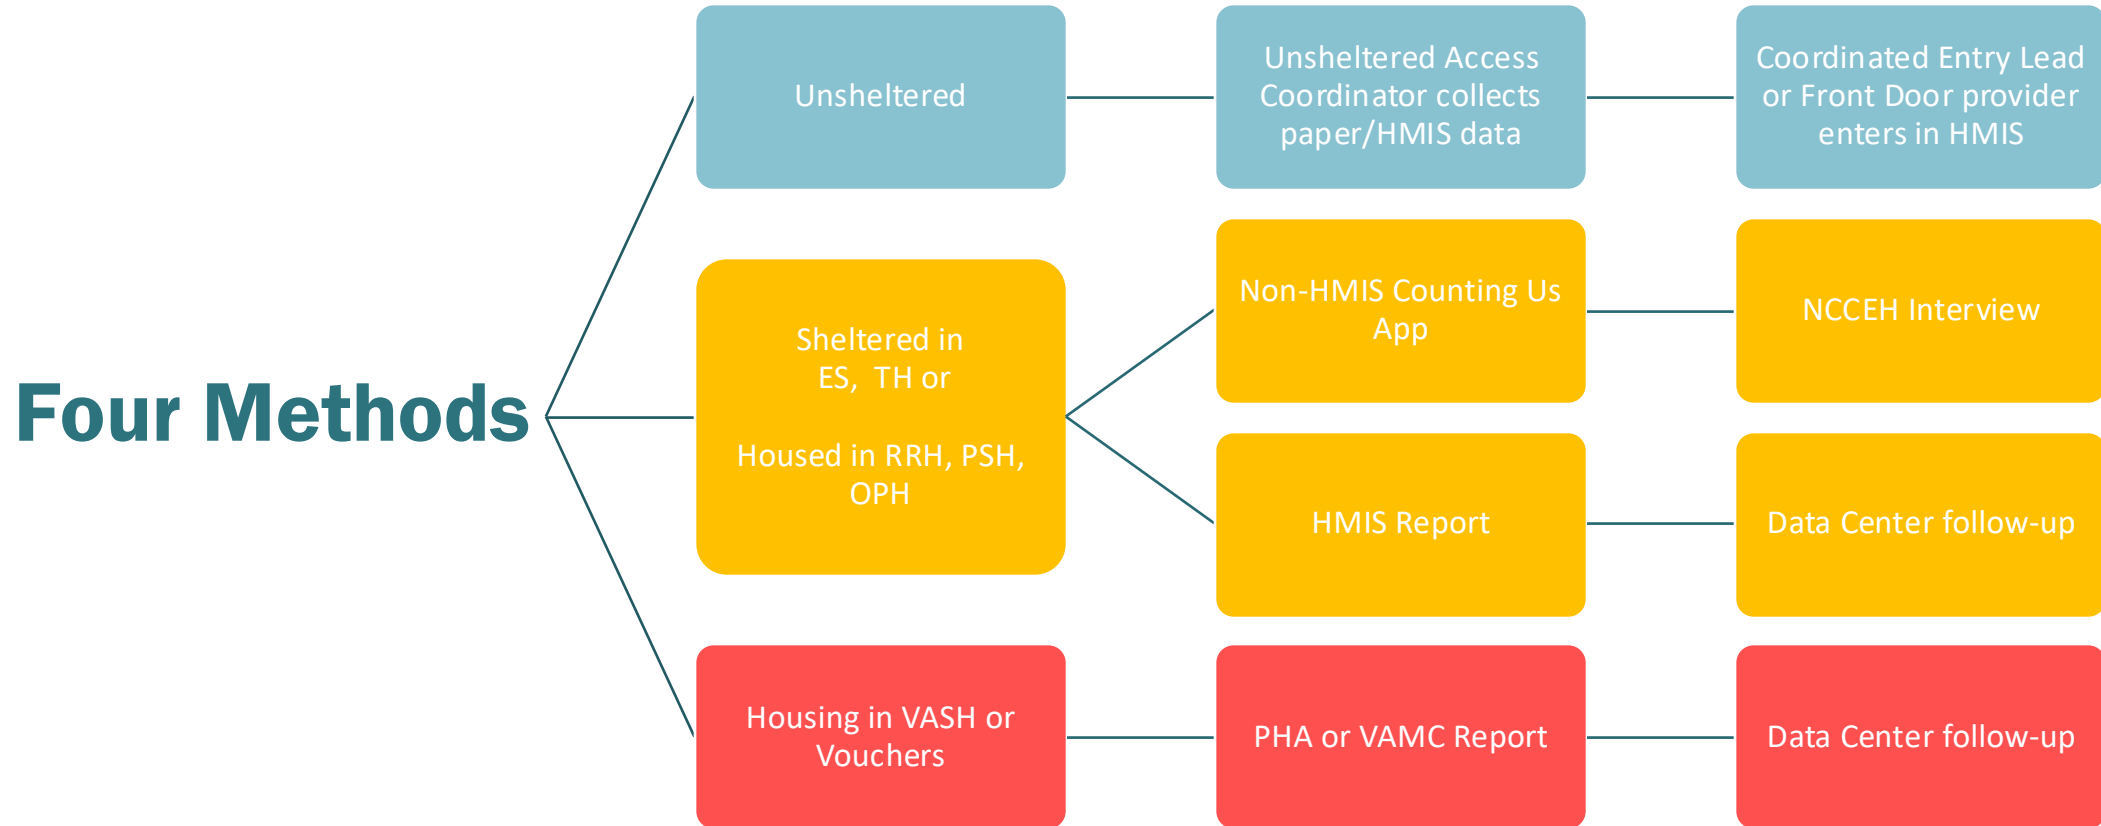 Four Methods
Unsheltered
Unsheltered Access
Coordinator collects
paper/HMIS data
Coordinated Entry Lead
or Front Door provider
enters in HMIS
Sheltered in
ES, TH or
Housed in RRH, PSH,
OPH
Non-HMIS Counting Us
App
NCCEH Interview
HMIS Report
Data Center follow-up
Housing in VASH or
Vouchers
PHA or VAMC Report
Data Center follow-up